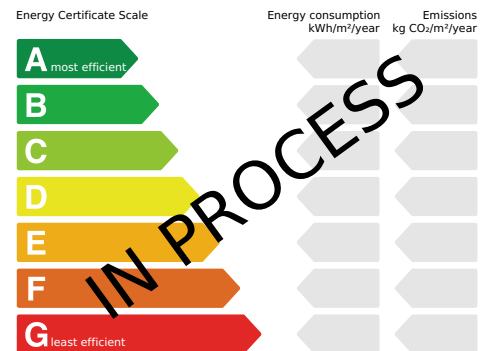 Energy Certificate Scale
Energy consumption
kWh/m²/year
Emissions
kg CO₂/m²/year
A most efficient
B
C
D
E
F
G least efficient
IN PROCESS